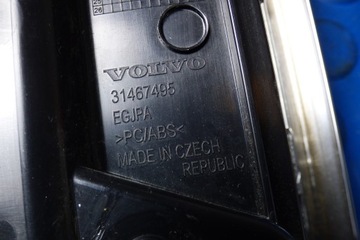 VOLVO
31467495
EGJPA
>PC/ABS<
MADE IN CZECH
REPUBLIC